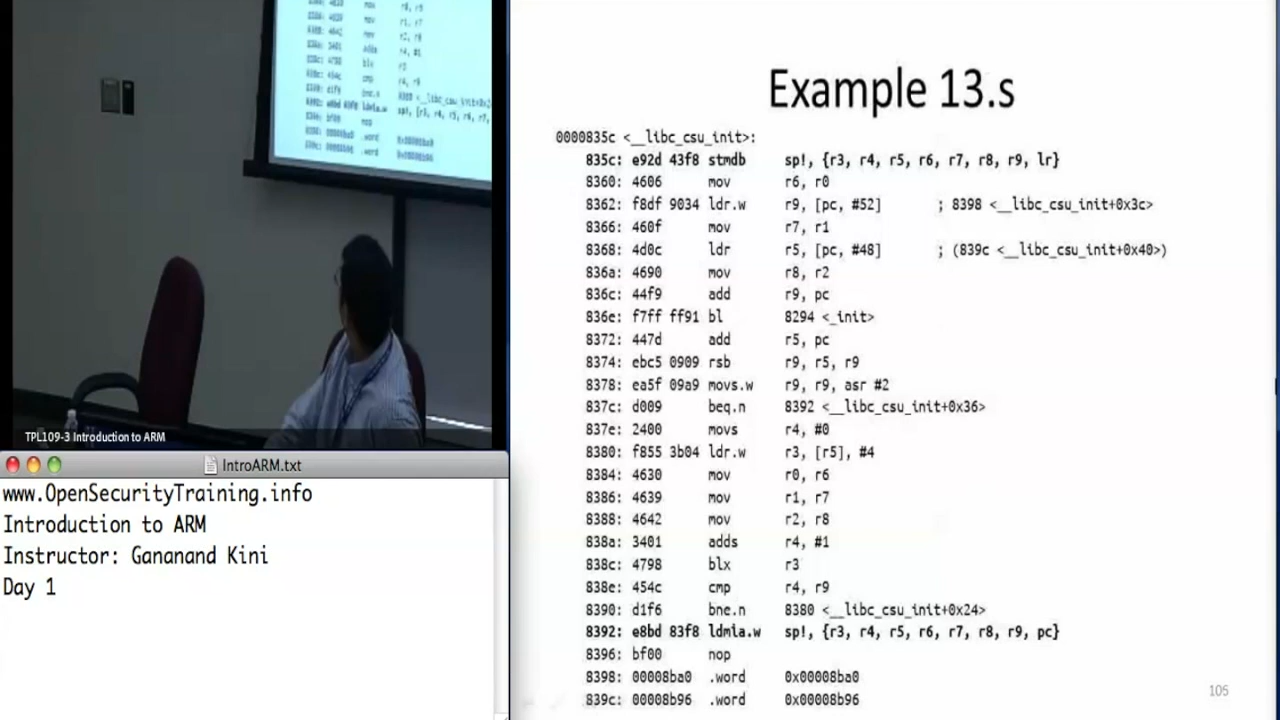 TPL109-3 Introduction to ARM
IntroARM.txt
www.OpenSecurityTraining.info
Introduction to ARM
Instructor: Gananand Kini
Day 1
Example 13.s
0000835c <__libc_csu_init>:
835c: e92d 43f8 stmdb sp!, {r3, r4, r5, r6, r7, r8, r9, lr}
8360: 4606 mov r6, r0
8362: f8df 9034 ldr.w r9, [pc, #52] ; 8398 <__libc_csu_init+0x3c>
8366: 460f mov r7, r1
8368: 4d0c ldr r5, [pc, #48] ; (839c <__libc_csu_init+0x40>)
836a: 4690 mov r8, r2
836c: 44f9 add r9, pc
836e: f7ff ff91 bl 8294 <_init>
8372: 447d add r5, pc
8374: ebc5 0909 rsb r9, r5, r9
8378: ea5f 09a9 movs.w r9, r9, asr #2
837c: d009 beq.n 8392 <__libc_csu_init+0x36>
837e: 2400 movs r4, #0
8380: f855 3b04 ldr.w r3, [r5], #4
8384: 4630 mov r0, r6
8386: 4639 mov r1, r7
8388: 4642 mov r2, r8
838a: 3401 adds r4, #1
838c: 4798 blx r3
838e: 454c cmp r4, r9
8390: d1f6 bne.n 8380 <__libc_csu_init+0x24>
8392: e8bd 83f8 ldmia.w sp!, {r3, r4, r5, r6, r7, r8, r9, pc}
8396: bf00 nop
8398: 00008ba0 .word 0x00008ba0
839c: 00008b96 .word 0x00008b96
105